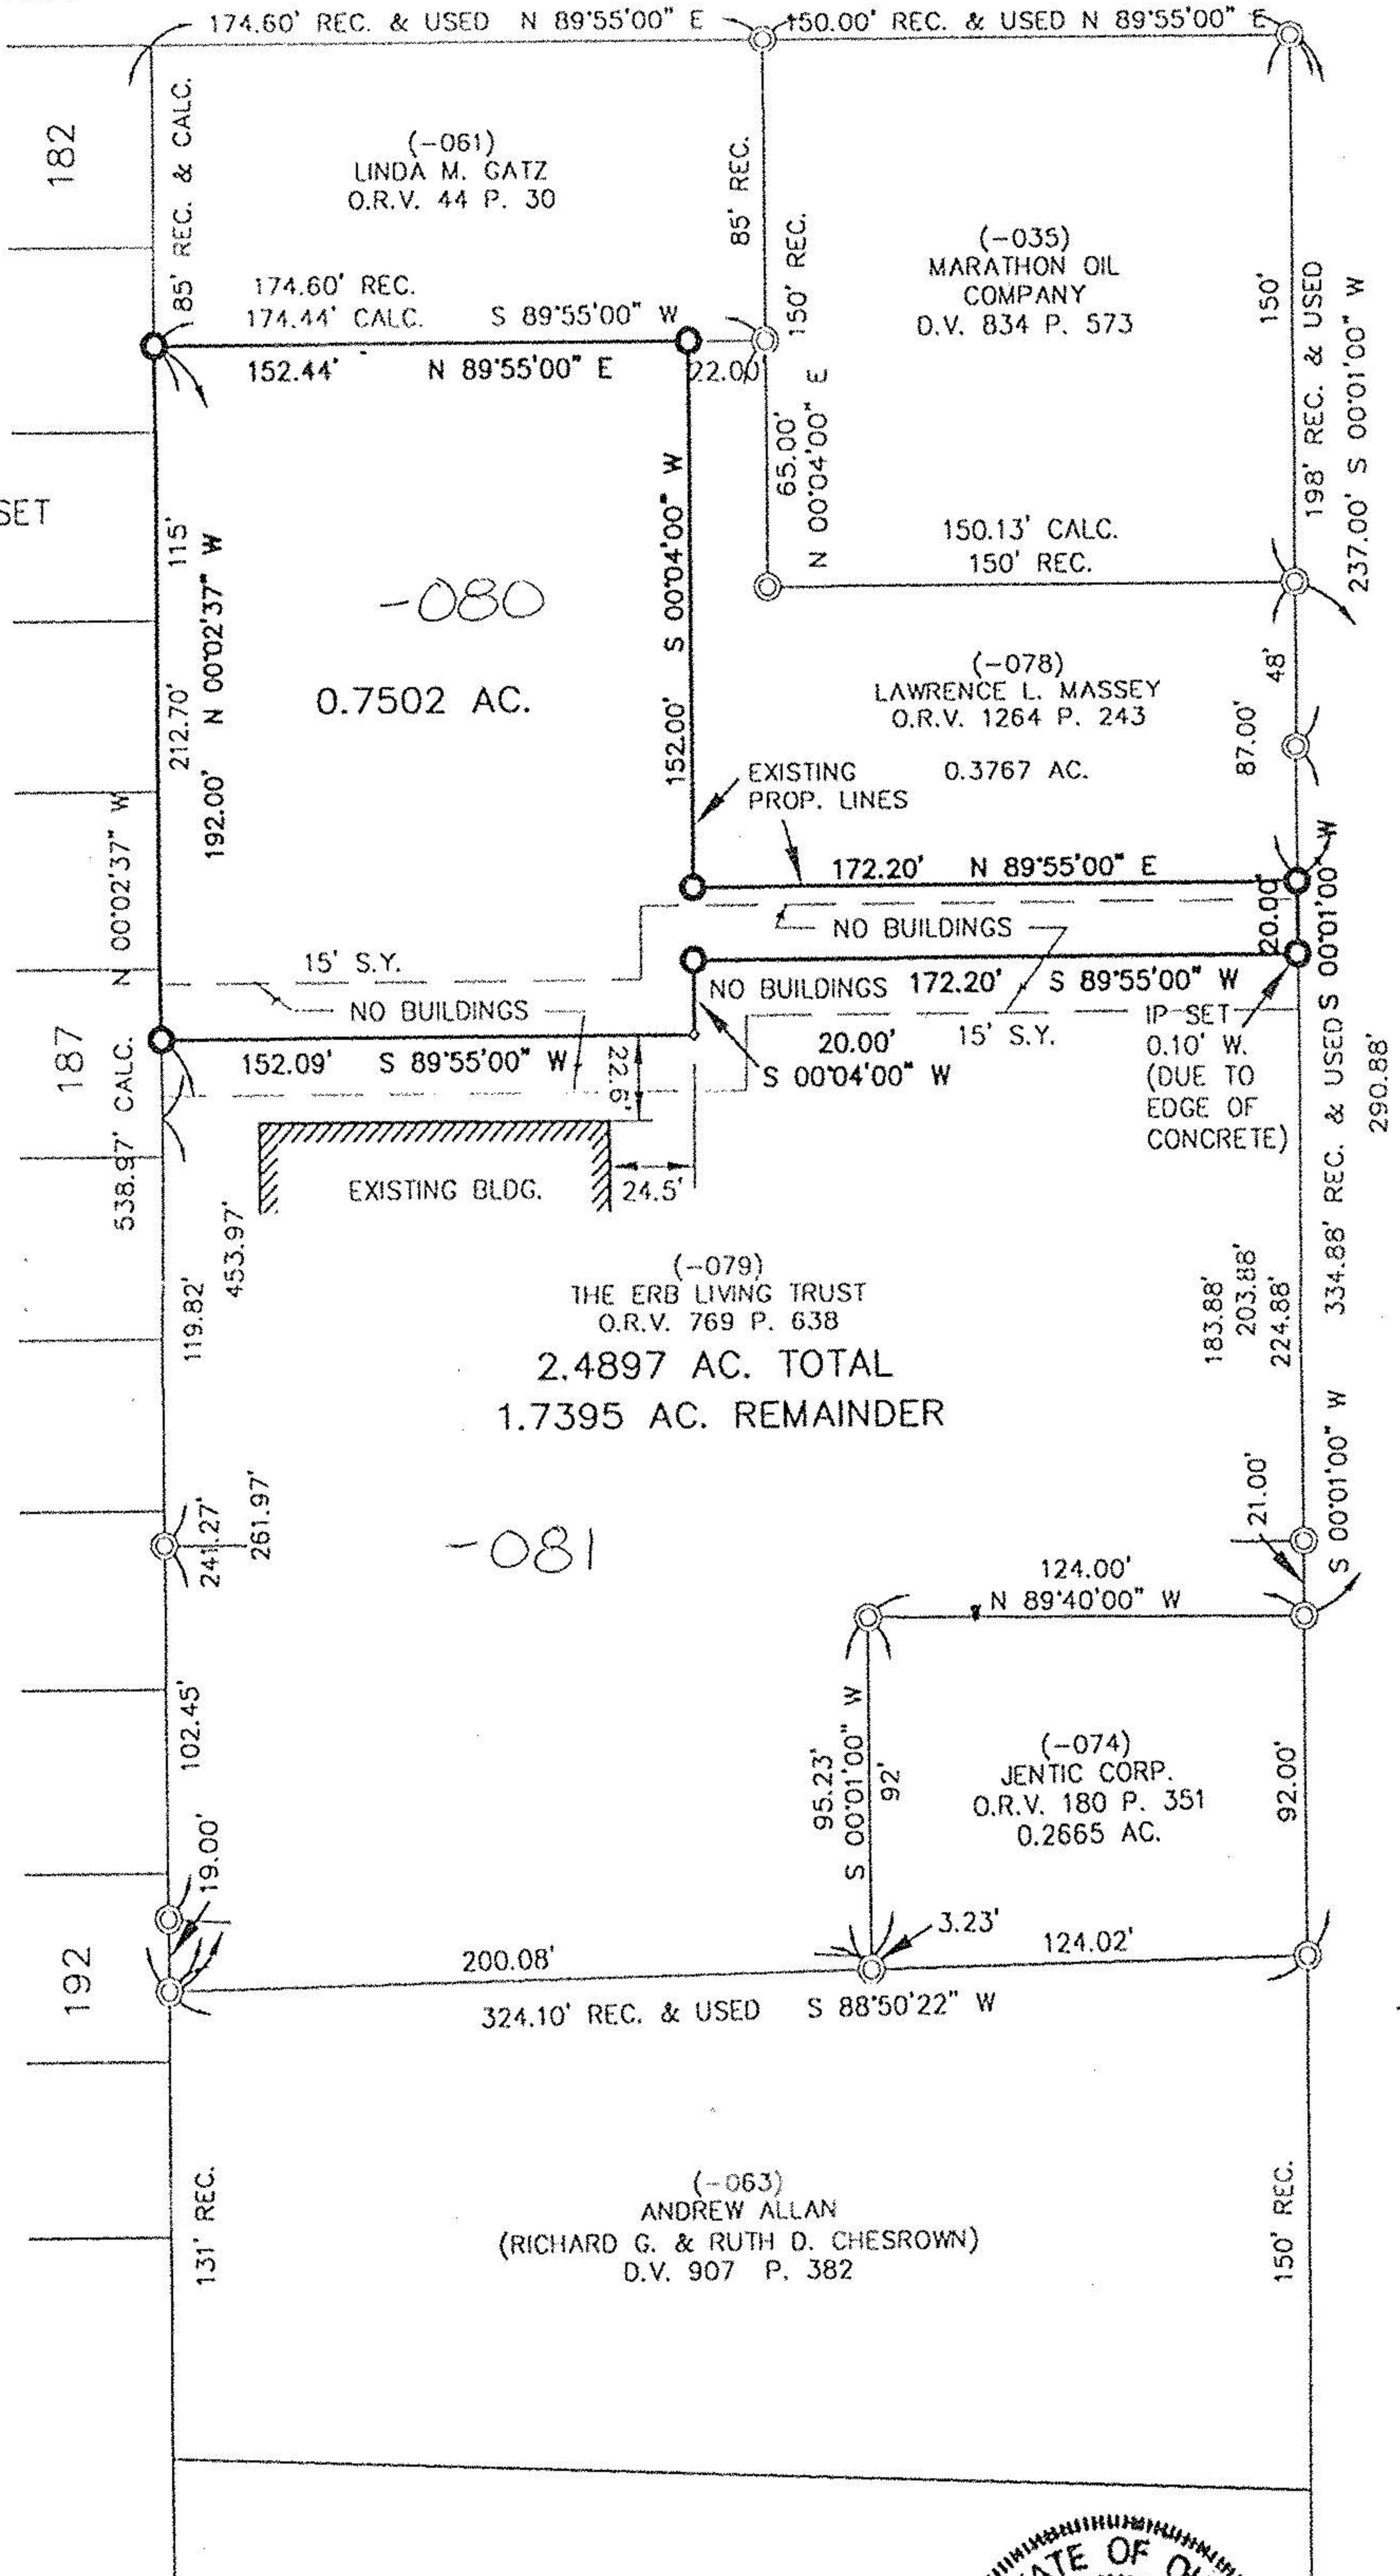 174.60' REC. & USED N 89°55'00" E
150.00' REC. & USED N 89°55'00" E
182
85' REC. & CALC.
(-061)
LINDA M. GATZ
O.R.V. 44 P. 30
85' REC.
150' REC.
(-035)
MARATHON OIL
COMPANY
D.V. 834 P. 573
150'
198' REC. & USED
237.00' S 00°01'00" W
174.60' REC.
174.44' CALC. S 89°55'00" W
152.44' N 89°55'00" E
22.00'
65.00'
N 00°04'00" E
SET
115'
212.70'
192.00' N 00°02'37" W
-080
0.7502 AC.
152.00' S 00°04'00" W
150.13' CALC.
150' REC.
(-078)
LAWRENCE L. MASSEY
O.R.V. 1264 P. 243
0.3767 AC.
48'
87.00'
EXISTING
PROP. LINES
172.20' N 89°55'00" E
20.00'
S 00°01'00" W
NO BUILDINGS
15' S.Y.
NO BUILDINGS
NO BUILDINGS
172.20' S 89°55'00" W
152.09' S 89°55'00" W
20.00'
S 00°04'00" W
15' S.Y.
IP SET
0.10' W.
(DUE TO
EDGE OF
CONCRETE)
187
538.97' CALC. N 00°02'37" W
22.6'
EXISTING BLDG.
24.5'
453.97'
119.82'
(-079)
THE ERB LIVING TRUST
O.R.V. 769 P. 638
2.4897 AC. TOTAL
1.7395 AC. REMAINDER
183.88'
203.88'
224.88'
334.88' REC. & USED
290.88'
S 00°01'00" W
241.27'
261.97'
-081
21.00'
124.00'
N 89°40'00" W
102.45'
95.23'
S 00°01'00" W
92'
(-074)
JENTIC CORP.
O.R.V. 180 P. 351
0.2665 AC.
92.00'
19.00'
192
3.23'
200.08'
124.02'
324.10' REC. & USED S 88°50'22" W
131' REC.
(-063)
ANDREW ALLAN
(RICHARD G. & RUTH D. CHESROWN)
D.V. 907 P. 382
150' REC.
OF